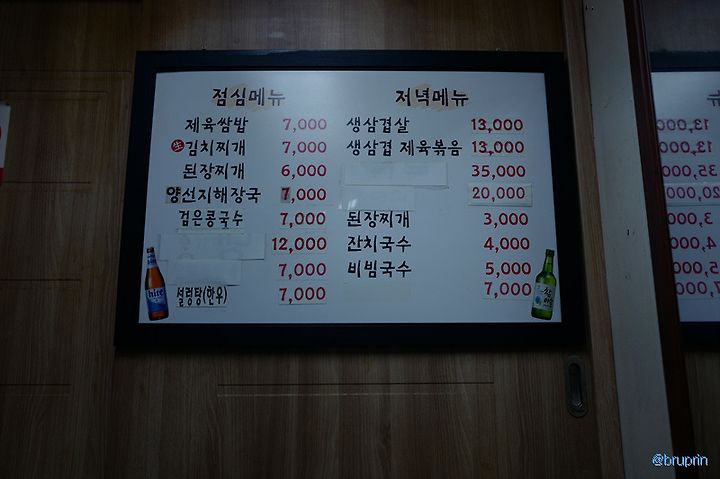 점심메뉴
제육쌈밥 7,000
生김치찌개 7,000
된장찌개 6,000
양선지해장국 7,000
검은콩국수 7,000
12,000
7,000
설렁탕(한우) 7,000
저녁메뉴
생삼겹살 13,000
생삼겹 제육볶음 13,000
35,000
20,000
된장찌개 3,000
잔치국수 4,000
비빔국수 5,000
7,000
hite
@bruprin